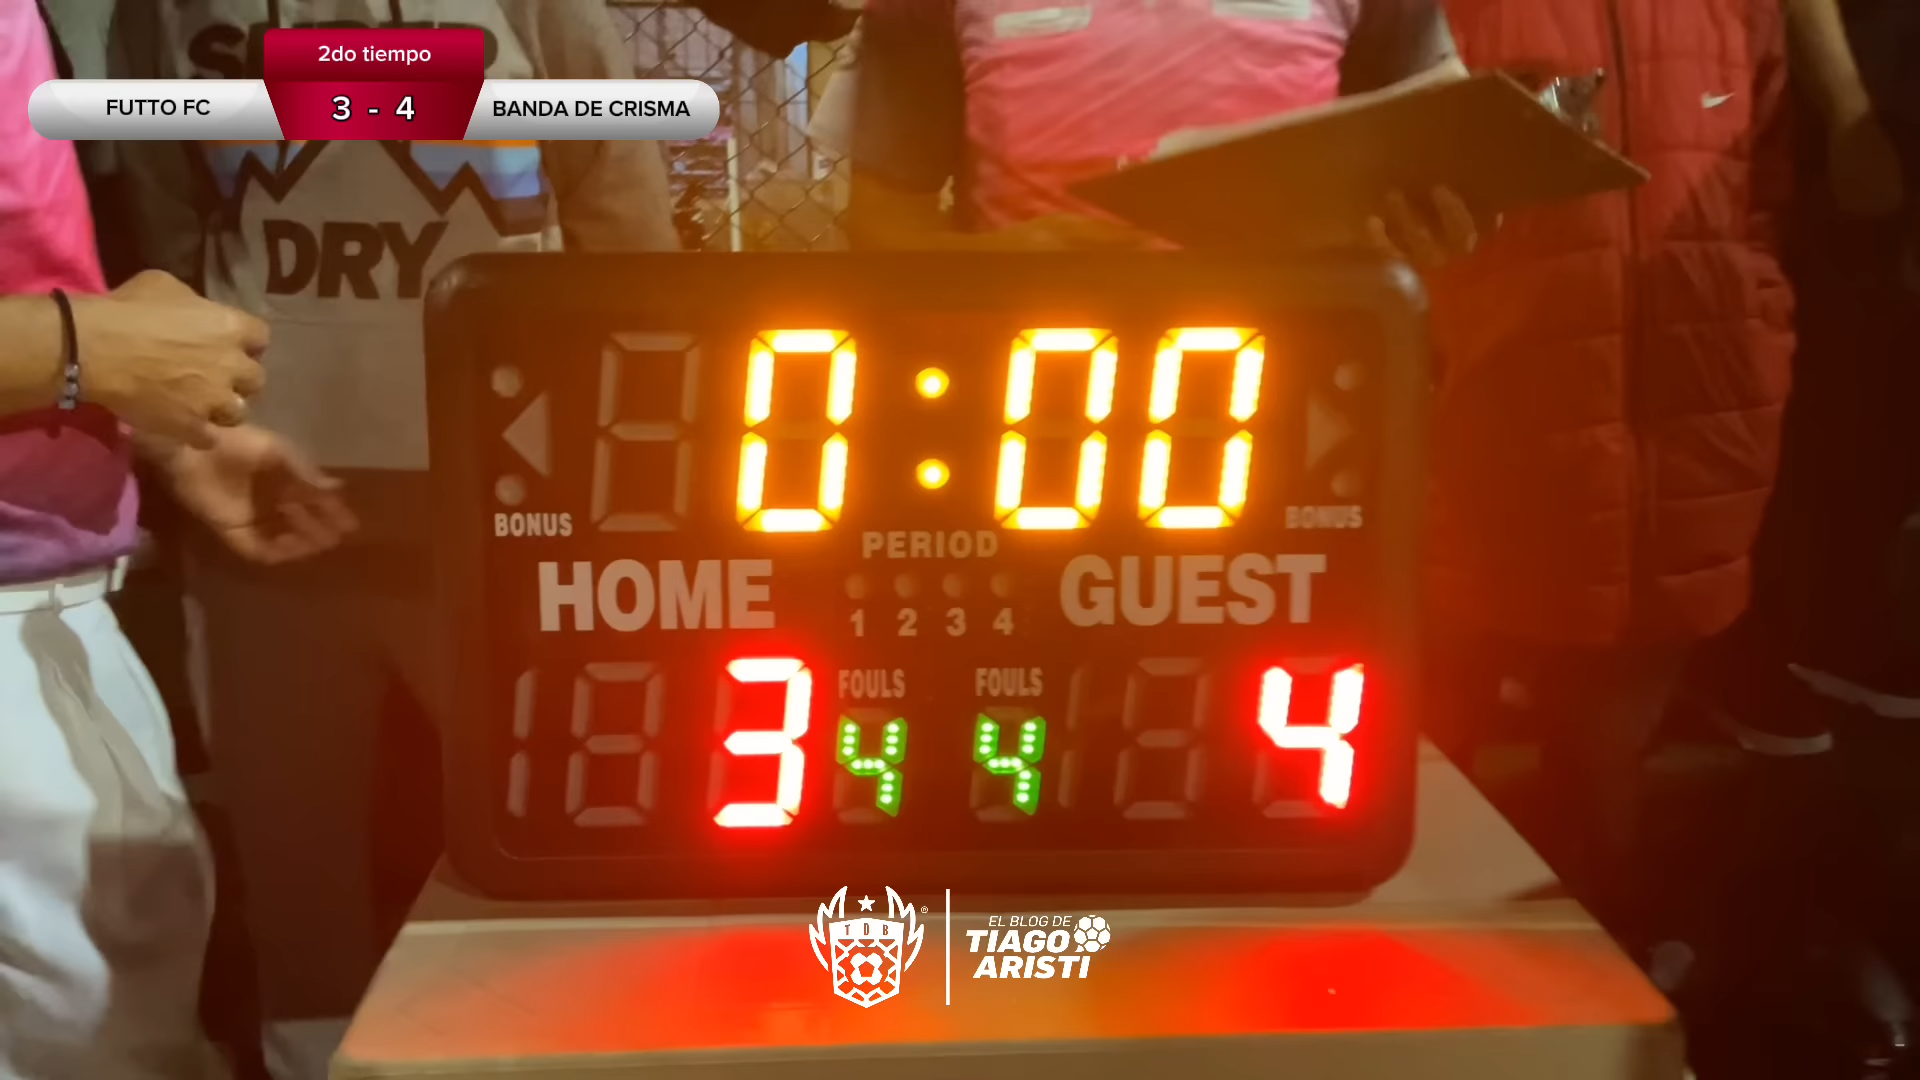 2do tiempo
FUTTO FC 3 - 4 BANDA DE CRISMA
DRY
0:00
BONUS BONUS
PERIOD
HOME GUEST
1 2 3 4
FOULS FOULS
3 4 4 4
TDB
EL BLOG DE
TIAGO
ARISTI